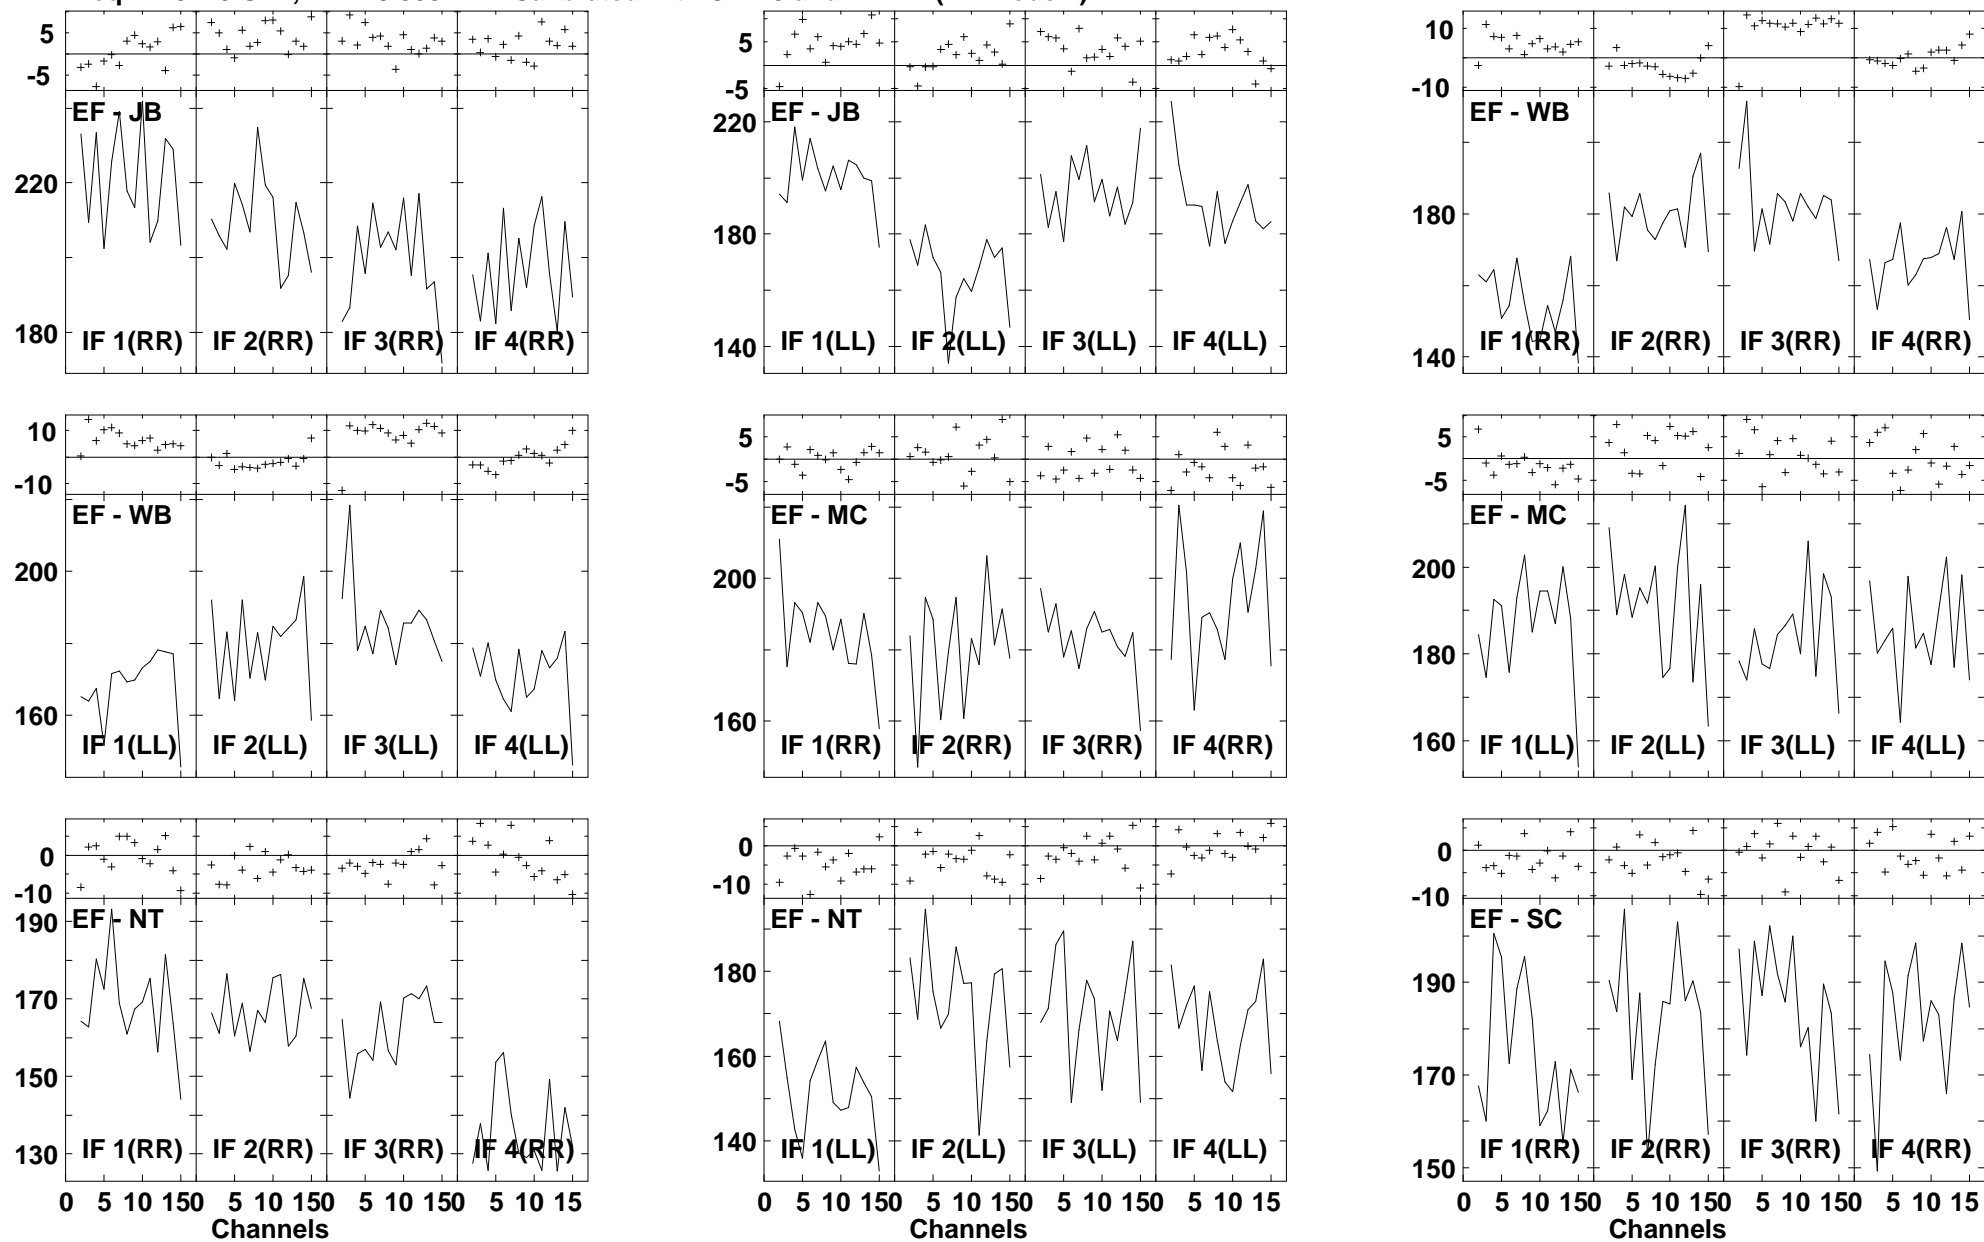 5
-5
EF - JB
220
180
IF 1(RR)
IF 2(RR)
IF 3(RR)
IF 4(RR)
5
-5
EF - JB
220
180
140
IF 1(LL)
IF 2(LL)
IF 3(LL)
IF 4(LL)
10
-10
EF - WB
180
140
IF 1(RR)
IF 2(RR)
IF 3(RR)
IF 4(RR)
10
-10
EF - WB
200
160
IF 1(LL)
IF 2(LL)
IF 3(LL)
IF 4(LL)
5
-5
EF - MC
200
160
IF 1(RR)
IF 2(RR)
IF 3(RR)
IF 4(RR)
5
-5
EF - MC
200
180
160
IF 1(LL)
IF 2(LL)
IF 3(LL)
IF 4(LL)
0
-10
EF - NT
190
170
150
130
IF 1(RR)
IF 2(RR)
IF 3(RR)
IF 4(RR)
0 5 10 150 5 10 150 5 10 150 5 10 15
Channels
0
-10
EF - NT
180
160
140
IF 1(LL)
IF 2(LL)
IF 3(LL)
IF 4(LL)
0 5 10 150 5 10 150 5 10 150 5 10 15
Channels
0
-10
EF - SC
190
170
150
IF 1(RR)
IF 2(RR)
IF 3(RR)
IF 4(RR)
0 5 10 150 5 10 150 5 10 150 5 10 15
Channels